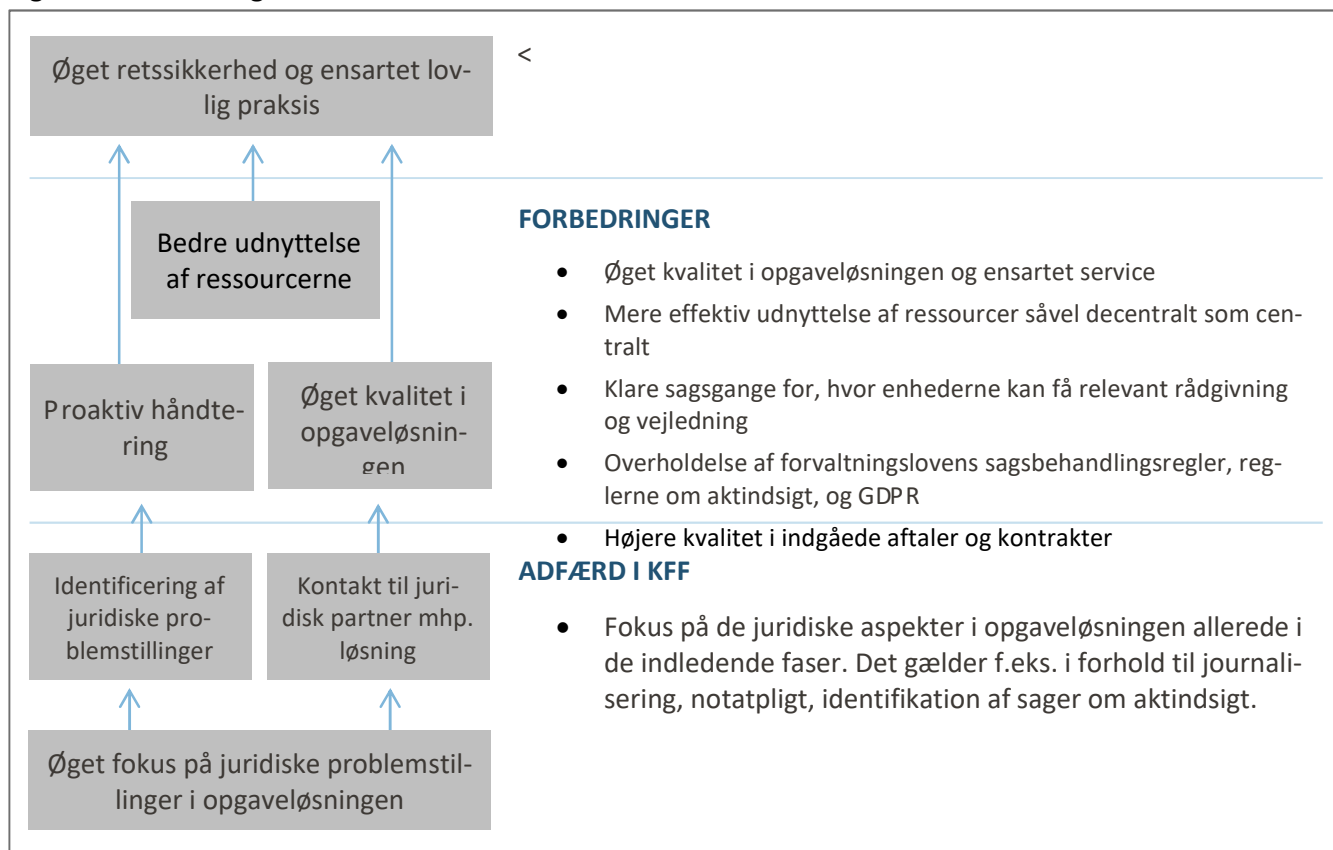 Øget retssikkerhed og ensartet lov-
lig praksis
<
Bedre udnyttelse
af ressourcerne
Proaktiv håndte-
ring
Øget kvalitet i
opgaveløsnin-
gen
FORBEDRINGER
• Øget kvalitet i opgaveløsningen og ensartet service
• Mere effektiv udnyttelse af ressourcer såvel decentralt som cen-
tralt
• Klare sagsgange for, hvor enhederne kan få relevant rådgivning
og vejledning
• Overholdelse af forvaltningslovens sagsbehandlingsregler, reg-
lerne om aktindsigt, og GDPR
• Højere kvalitet i indgåede aftaler og kontrakter
Identificering af
juridiske pro-
blemstillinger
Kontakt til juri-
disk partner mhp.
løsning
ADFÆRD I KFF
• Fokus på de juridiske aspekter i opgaveløsningen allerede i
de indledende faser. Det gælder f.eks. i forhold til journali-
sering, notatpligt, identifikation af sager om aktindsigt.
Øget fokus på juridiske problemstil-
linger i opgaveløsningen